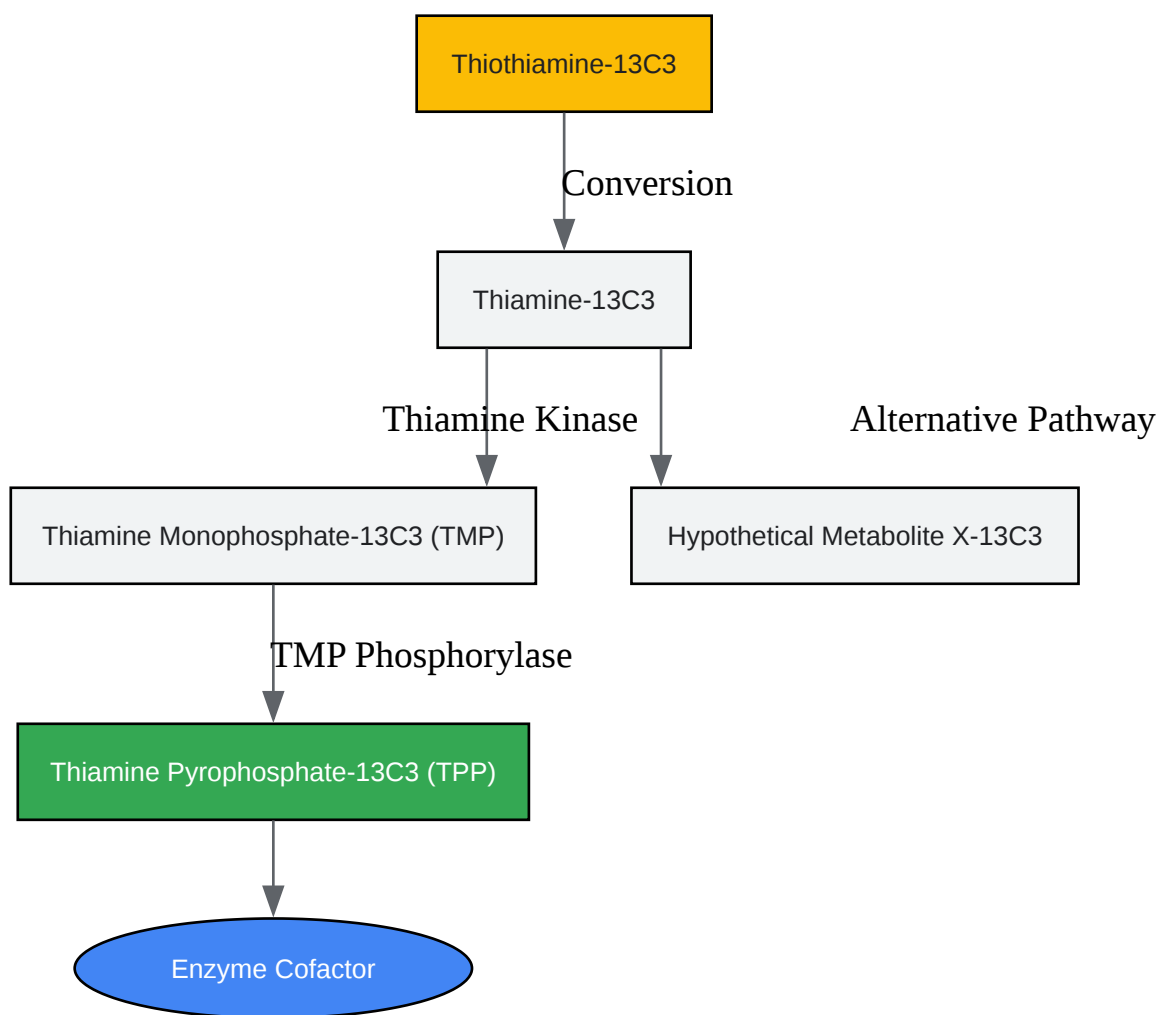 Thiothiamine-13C3
Conversion
Thiamine-13C3
Thiamine Kinase
Alternative Pathway
Thiamine Monophosphate-13C3 (TMP)
Hypothetical Metabolite X-13C3
TMP Phosphorylase
Thiamine Pyrophosphate-13C3 (TPP)
Enzyme Cofactor